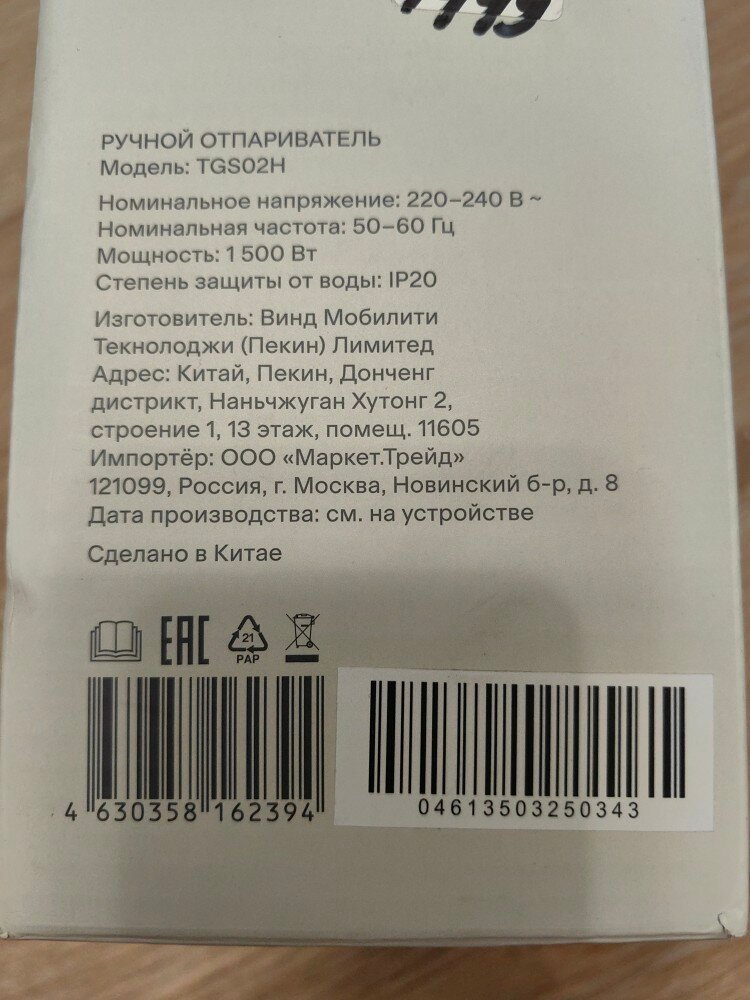 РУЧНОЙ ОТПАРИВАТЕЛЬ
Модель: TGS02H
Номинальное напряжение: 220–240 В ~
Номинальная частота: 50–60 Гц
Мощность: 1 500 Вт
Степень защиты от воды: IP20
Изготовитель: Винд Мобилити
Текнолоджи (Пекин) Лимитед
Адрес: Китай, Пекин, Донченг
дистрикт, Наньчжуган Хутонг 2,
строение 1, 13 этаж, помещ. 11605
Импортёр: ООО «Маркет.Трейд»
121099, Россия, г. Москва, Новинский б-р, д. 8
Дата производства: см. на устройстве
Сделано в Китае
EAC
21
PAP
4 630358 162394
04613503250343